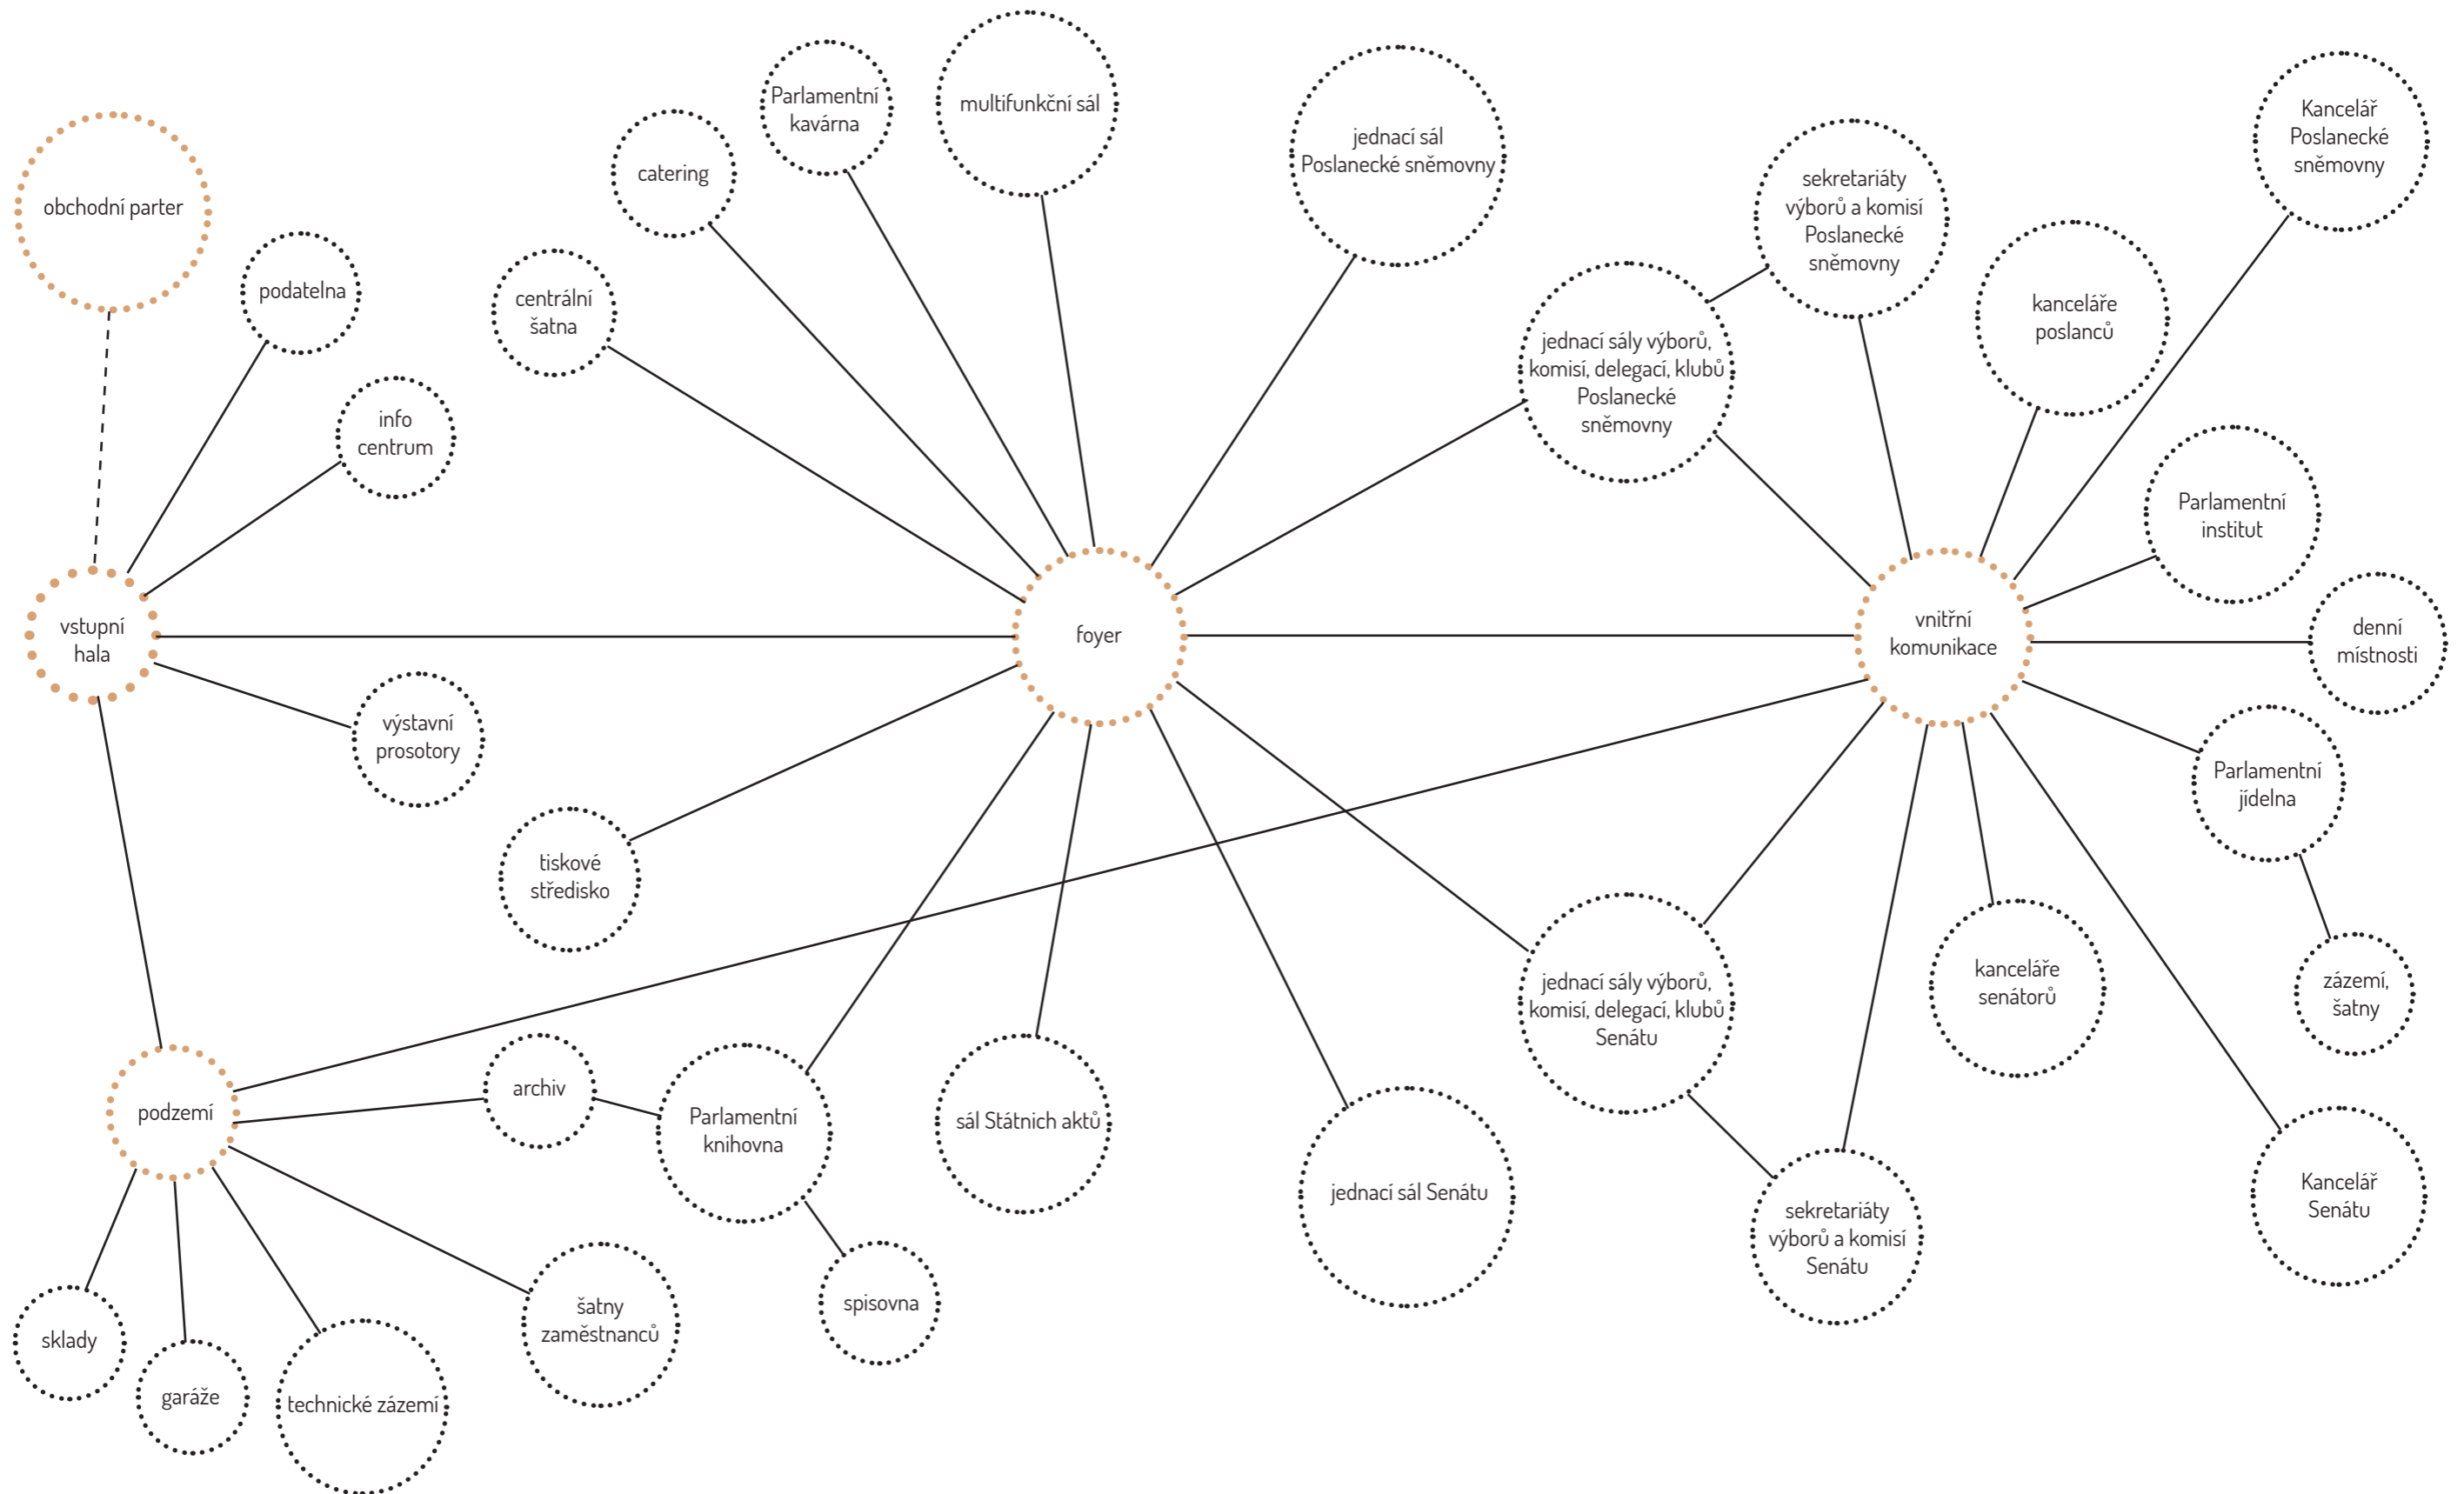 obchodní parter
podatelna
info
centrum
vstupní
hala
výstavní
prosotory
centrální
šatna
catering
Parlamentní
kavárna
multifunkční sál
jednací sál
Poslanecké sněmovny
jednací sály výborů,
komisí, delegací, klubů
Poslanecké
sněmovny
sekretariáty
výborů a komisí
Poslanecké
sněmovny
kanceláře
poslanců
Kancelář
Poslanecké
sněmovny
Parlamentní
institut
denní
místnosti
foyer
vnitřní
komunikace
Parlamentní
jídelna
zázemí,
šatny
tiskové
středisko
kanceláře
senátorů
jednací sály výborů,
komisí, delegací, klubů
Senátu
podzemí
archiv
Parlamentní
knihovna
sál Státnich aktů
jednací sál Senátu
sekretariáty
výborů a komisí
Senátu
Kancelář
Senátu
sklady
garáže
technické zázemí
šatny
zaměstnanců
spisovna